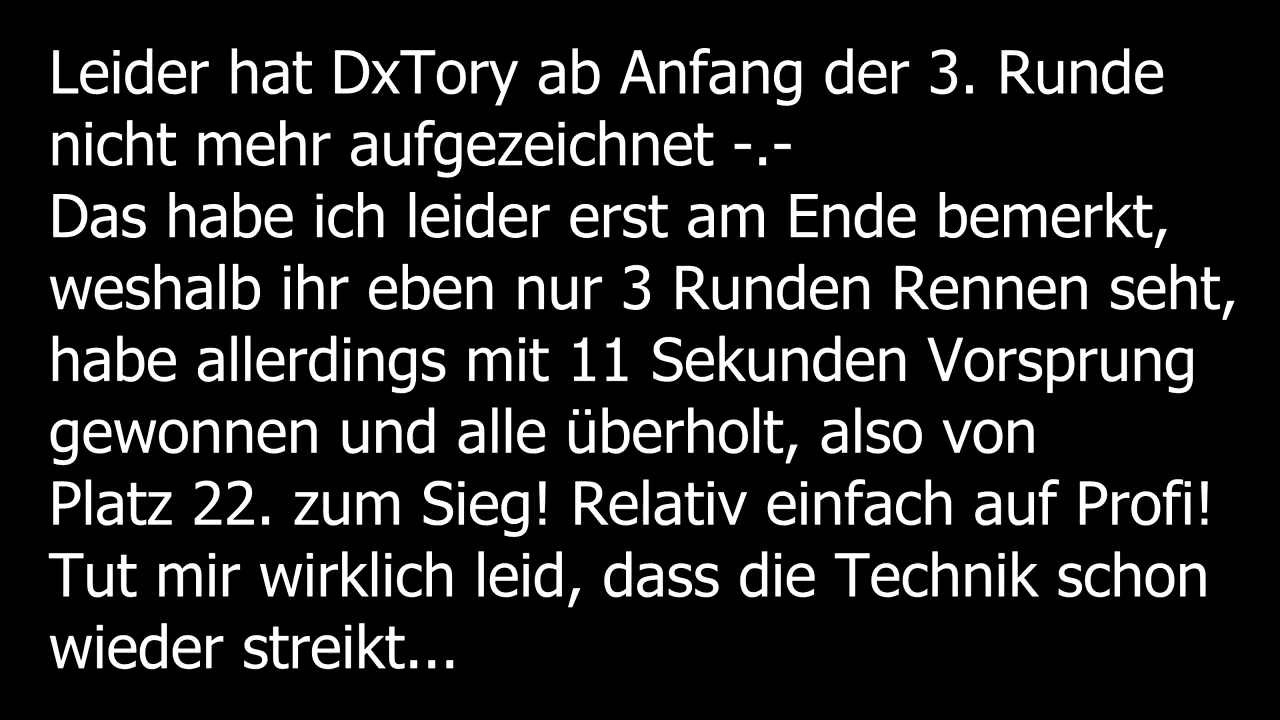 Leider hat DxTory ab Anfang der 3. Runde
nicht mehr aufgezeichnet -.-
Das habe ich leider erst am Ende bemerkt,
weshalb ihr eben nur 3 Runden Rennen seht,
habe allerdings mit 11 Sekunden Vorsprung
gewonnen und alle überholt, also von
Platz 22. zum Sieg! Relativ einfach auf Profi!
Tut mir wirklich leid, dass die Technik schon
wieder streikt...